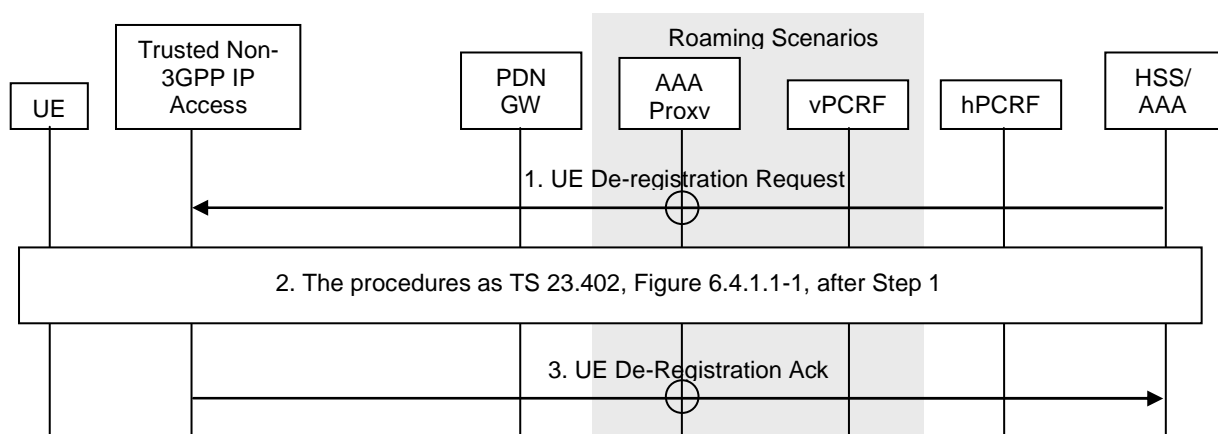 Roaming Scenarios
UE
Trusted Non-
3GPP IP
Access
PDN
GW
AAA
Proxy
vPCRF
hPCRF
HSS/
AAA
1. UE De-registration Request
2. The procedures as TS 23.402, Figure 6.4.1.1-1, after Step 1
3. UE De-Registration Ack